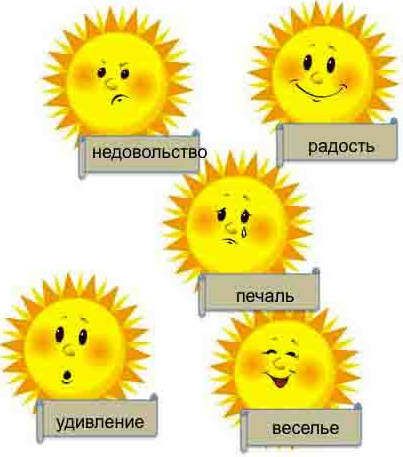 недовольство
радость
печаль
удивление
веселье